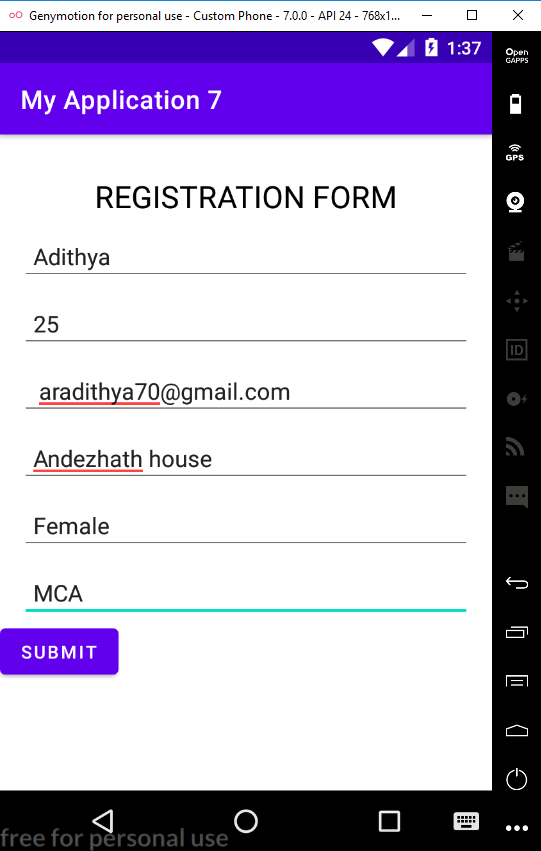 Genymotion for personal use - Custom Phone - 7.0.0 - API 24 - 768x1...
1:37
Open
GAPPS
My Application 7
GPS
REGISTRATION FORM
Adithya
25
aradithya70@gmail.com
ID
Andezhath house
Female
MCA
SUBMIT
free for personal use